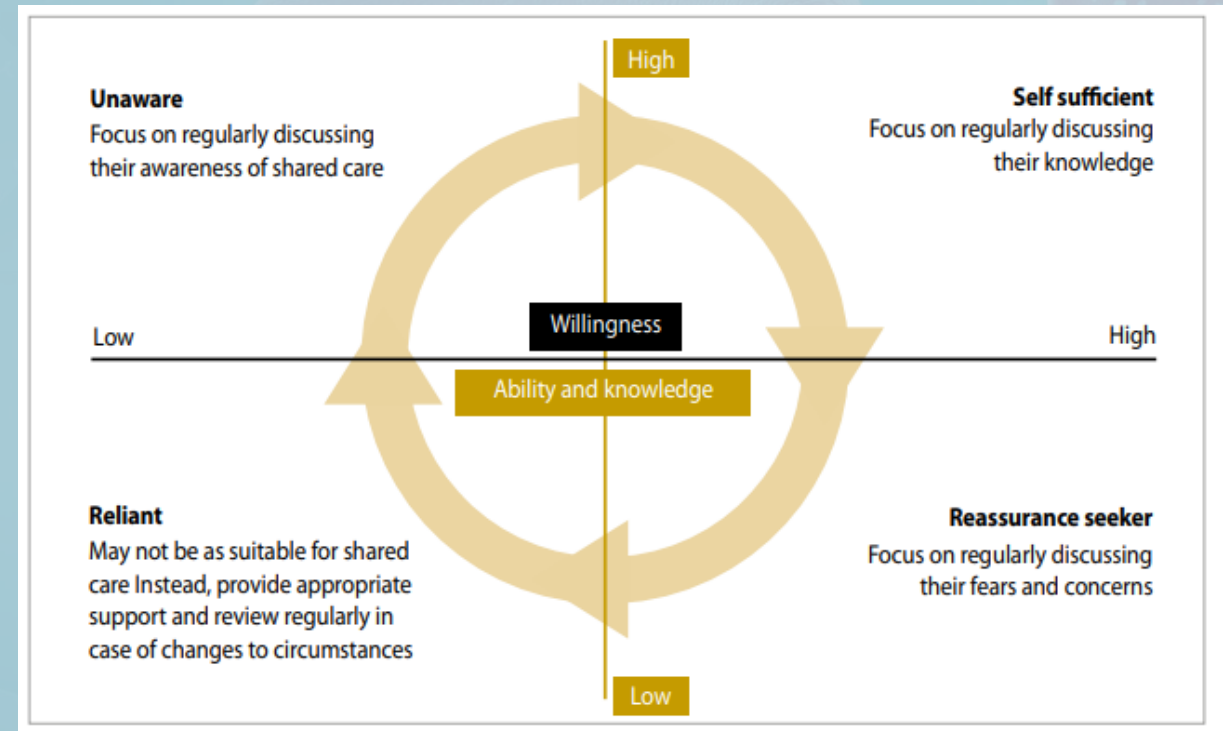 High
Unaware
Focus on regularly discussing
their awareness of shared care
Self sufficient
Focus on regularly discussing
their knowledge
Low
Willingness
High
Ability and knowledge
Reliant
May not be as suitable for shared
care Instead, provide appropriate
support and review regularly in
case of changes to circumstances
Reassurance seeker
Focus on regularly discussing
their fears and concerns
Low